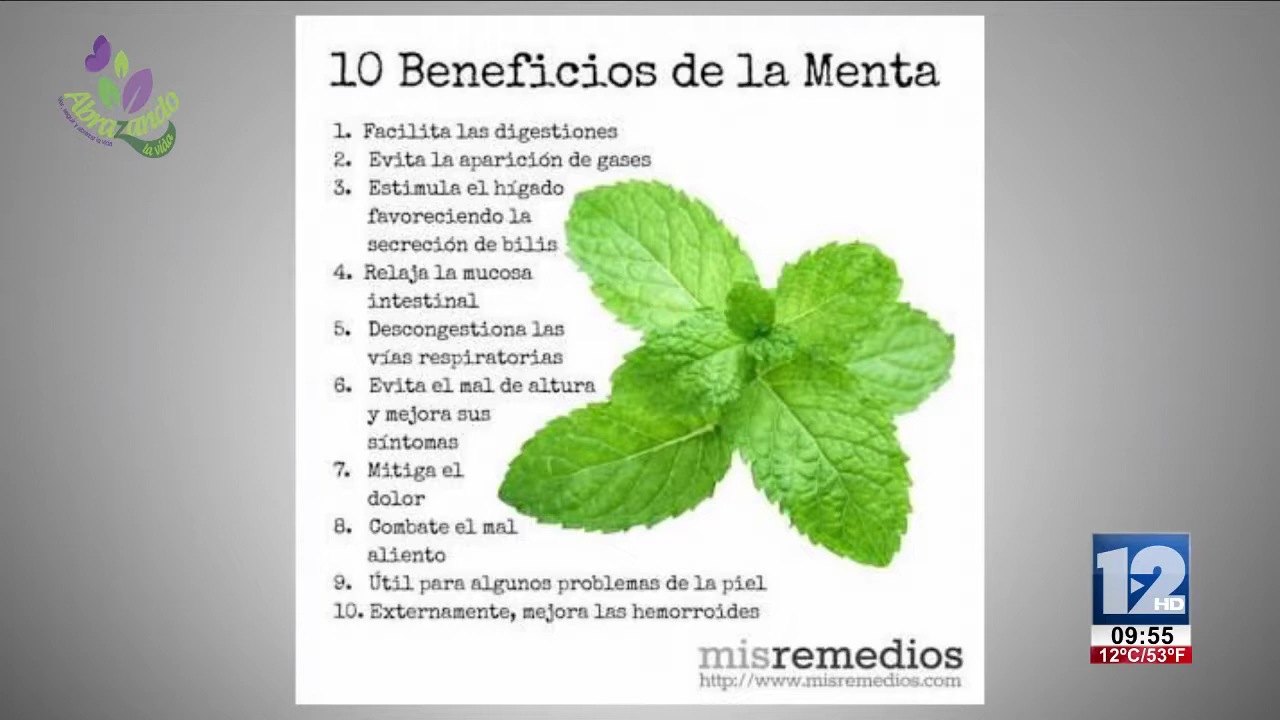 10 Beneficios de la Menta
1. Facilita las digestiones
2. Evita la aparición de gases
3. Estimula el hígado
favoreciendo la
secreción de bilis
4. Relaja la mucosa
intestinal
5. Descongestiona las
vías respiratorias
6. Evita el mal de altura
y mejora sus
síntomas
7. Mitiga el
dolor
8. Combate el mal
aliento
9. Útil para algunos problemas de la piel
10. Externamente, mejora las hemorroides
misremedios
http://www.misremedios.com
Abrazando
la vida
12
HD
09:55
12°C/53°F